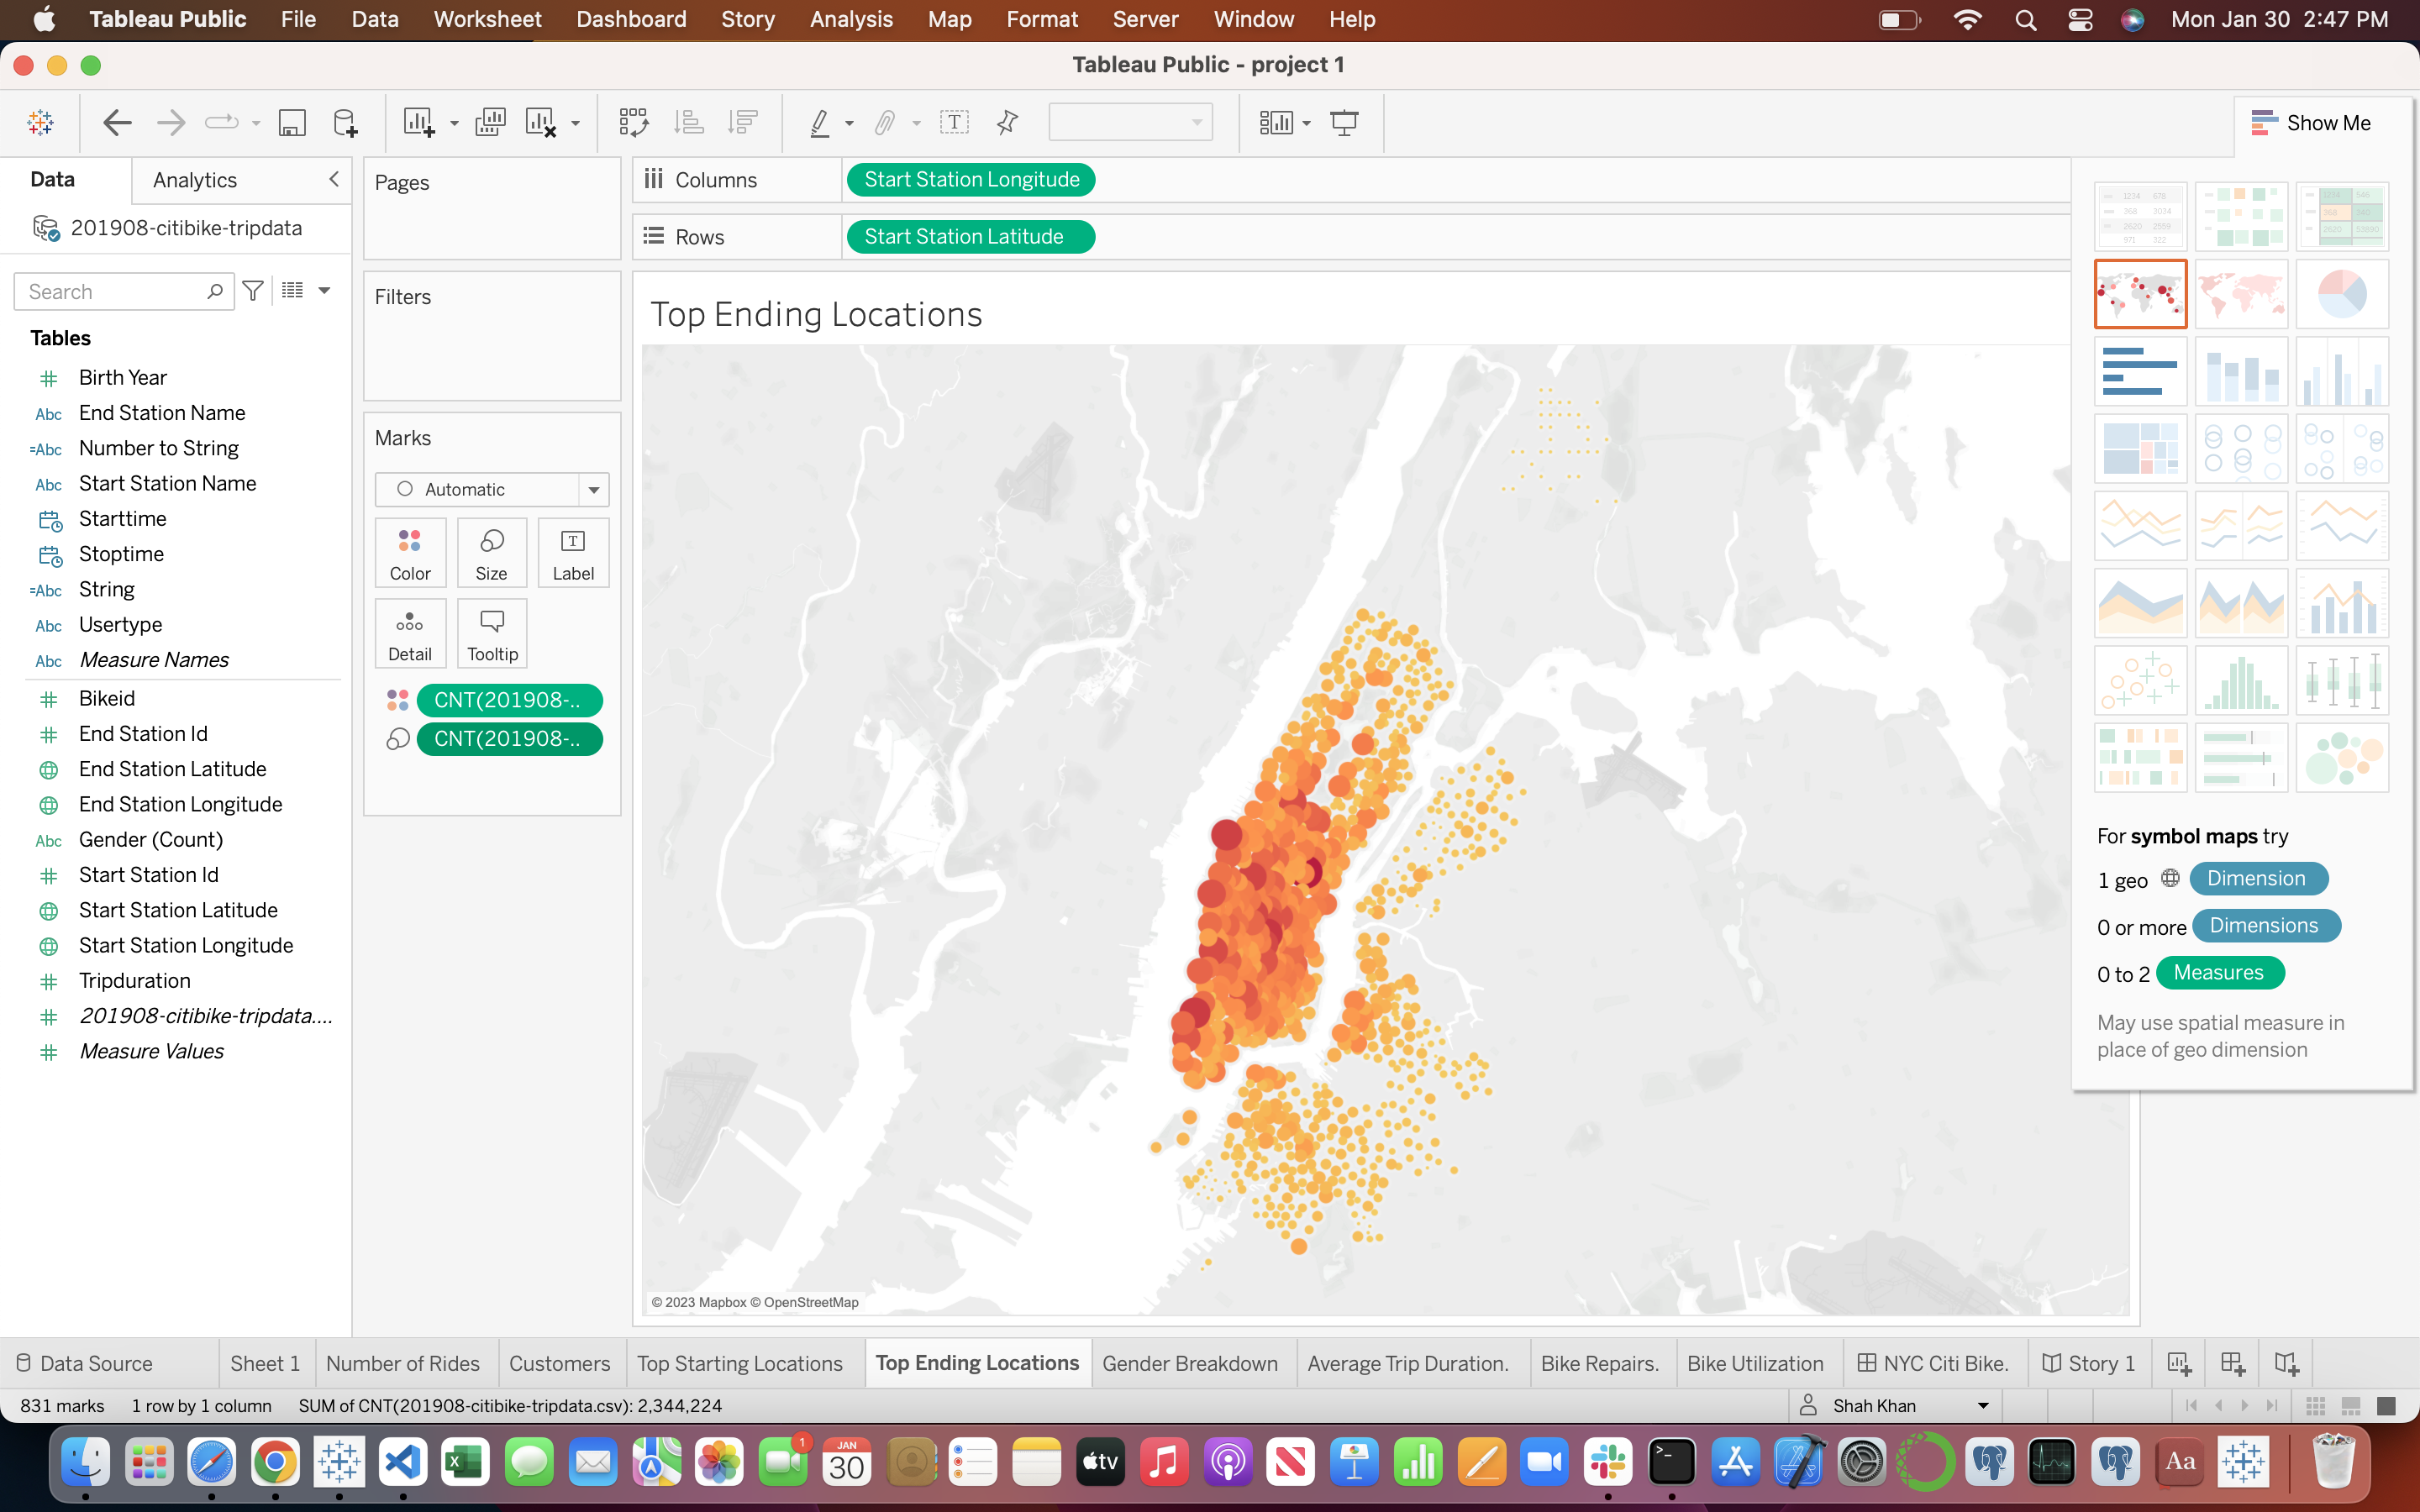 Tableau Public File Data Worksheet Dashboard Story Analysis Map Format Server Window Help Mon Jan 30 2:47 PM
Tableau Public - project 1
Show Me
Data Analytics
201908-citibike-tripdata
Search
Tables
Birth Year
Abc End Station Name
=Abc Number to String
Abc Start Station Name
Starttime
Stoptime
=Abc String
Abc Usertype
Abc Measure Names
Bikeid
End Station Id
End Station Latitude
End Station Longitude
Abc Gender (Count)
Start Station Id
Start Station Latitude
Start Station Longitude
Tripduration
201908-citibike-tripdata....
Measure Values
Pages
Filters
Marks
Automatic
Color Size Label
Detail Tooltip
CNT(201908-..
CNT(201908-..
Columns Start Station Longitude
Rows Start Station Latitude
Top Ending Locations
© 2023 Mapbox © OpenStreetMap
For symbol maps try
1 geo Dimension
0 or more Dimensions
0 to 2 Measures
May use spatial measure in
place of geo dimension
Data Source Sheet 1 Number of Rides Customers Top Starting Locations Top Ending Locations Gender Breakdown Average Trip Duration. Bike Repairs. Bike Utilization NYC Citi Bike. Story 1
831 marks 1 row by 1 column SUM of CNT(201908-citibike-tripdata.csv): 2,344,224 Shah Khan
1
JAN
30
tv
Aa